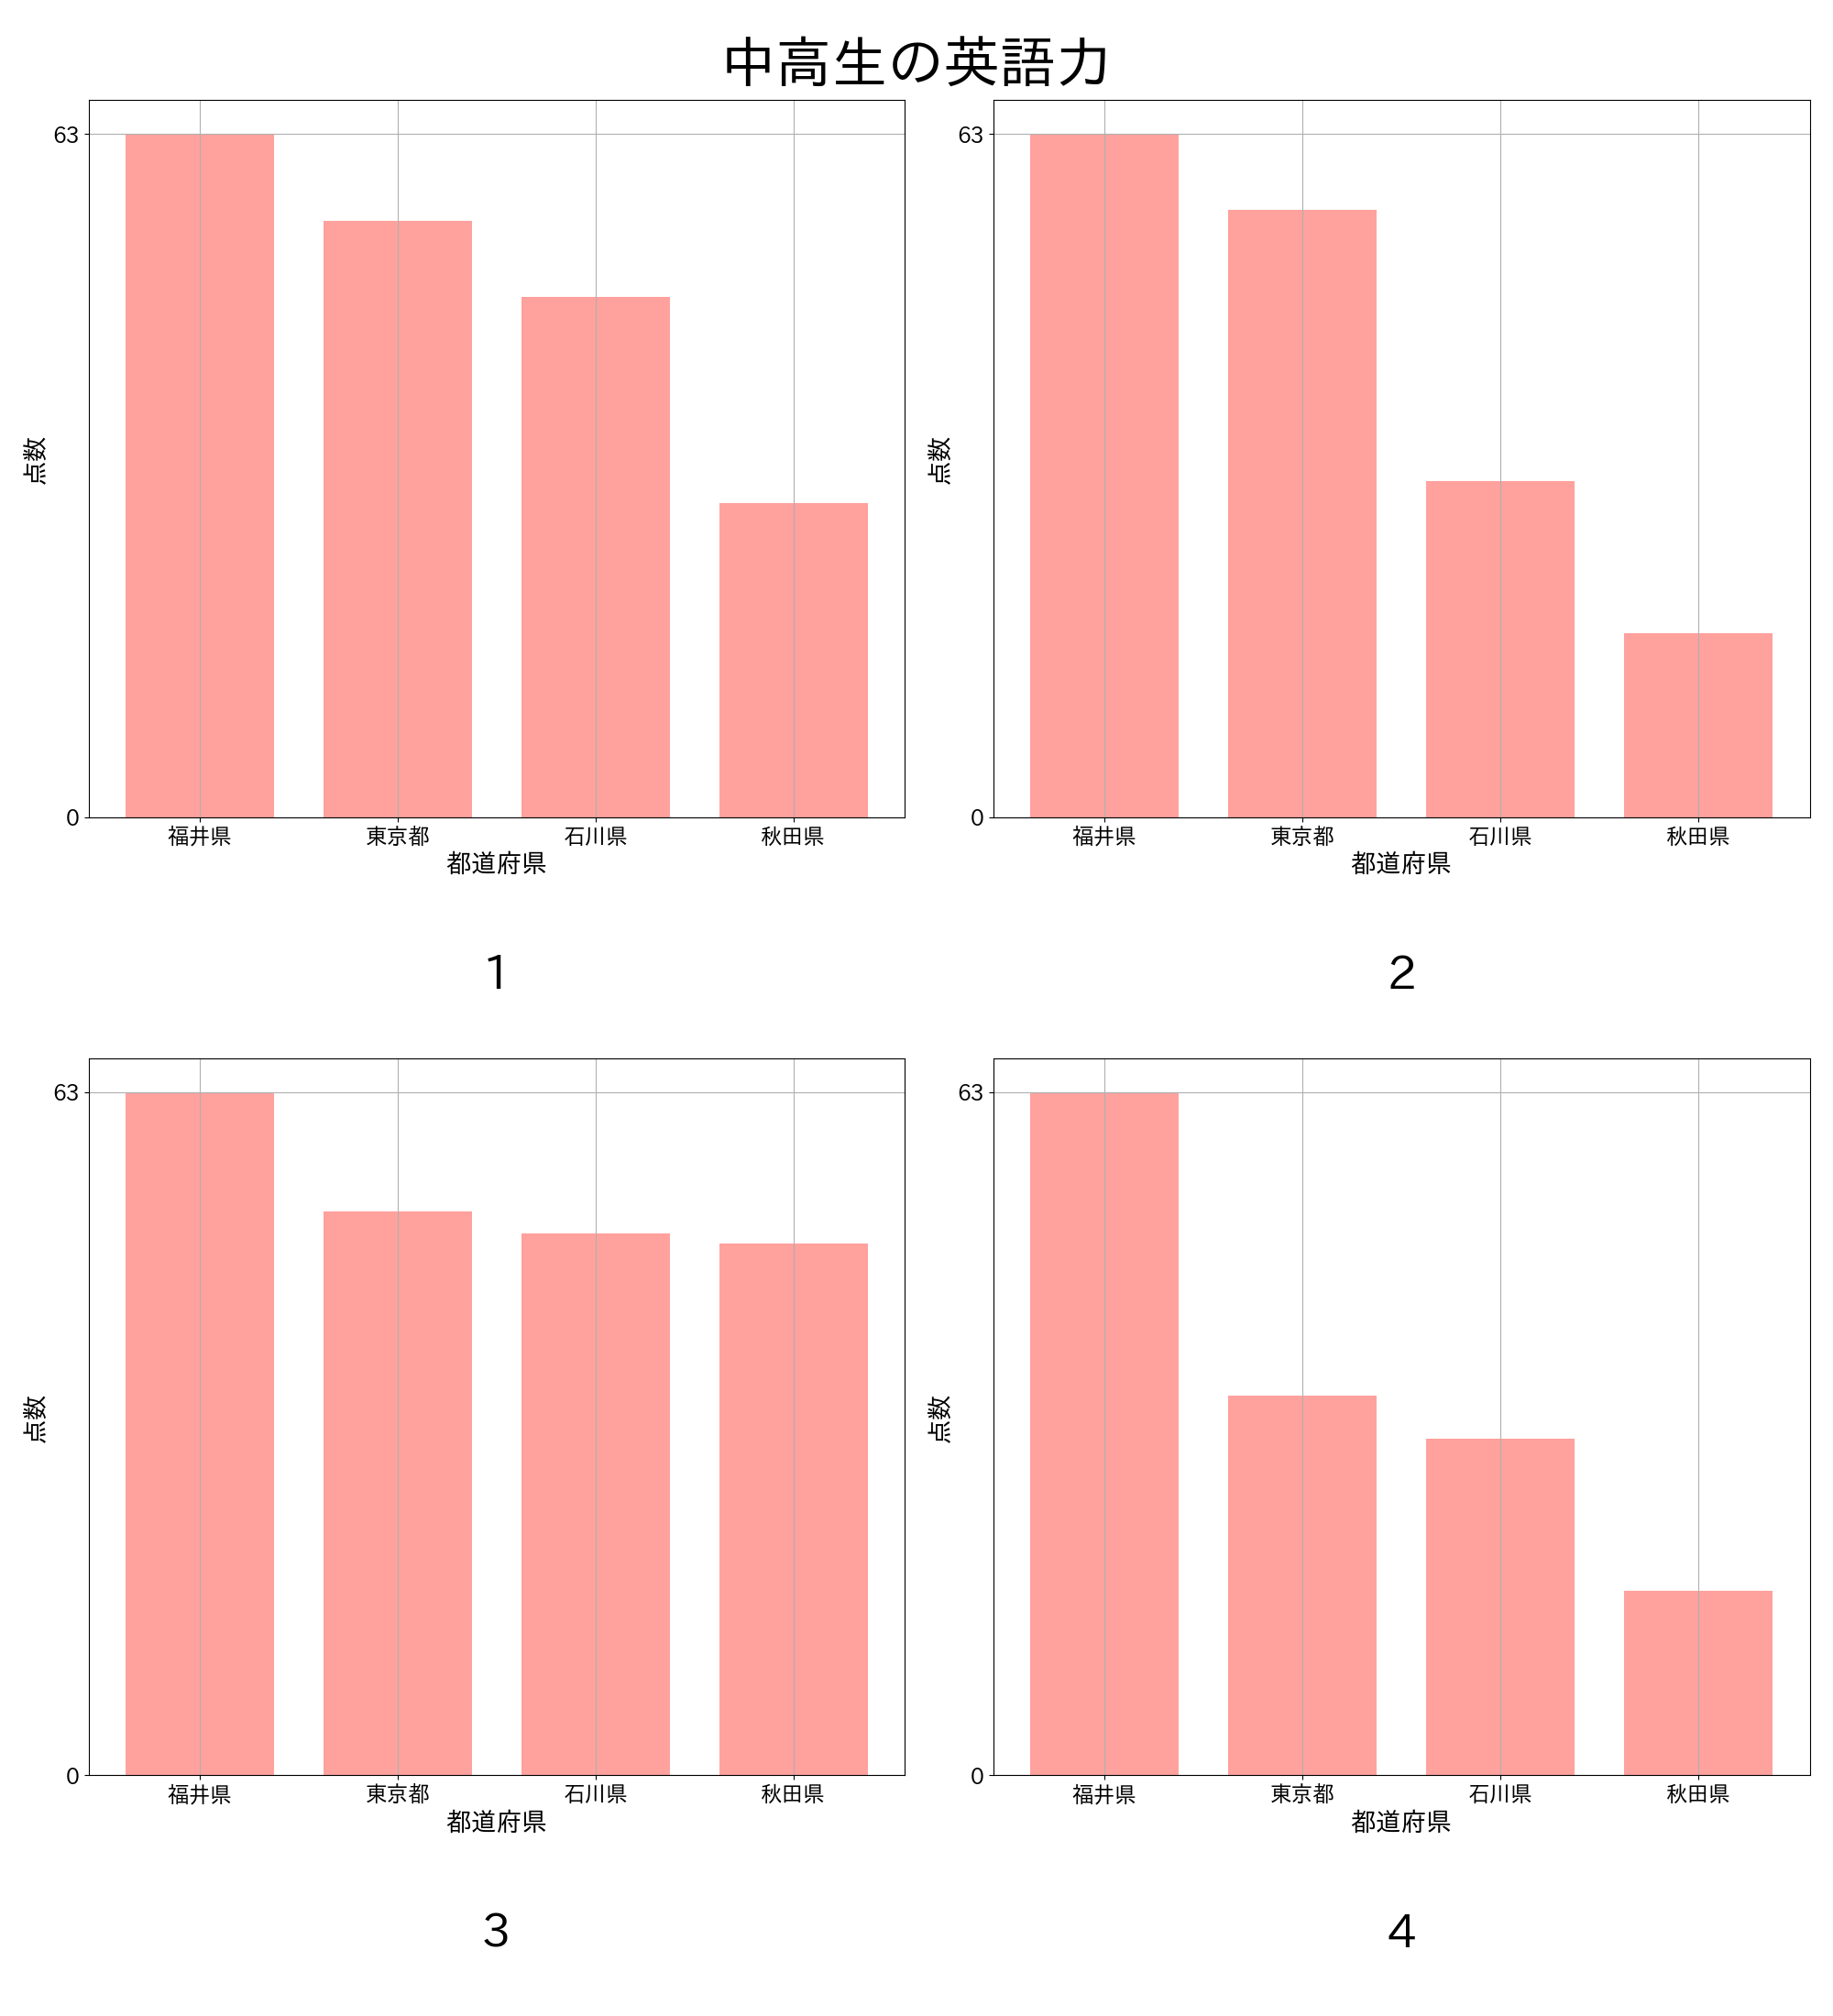 中高生の英語力
63
0
点数
福井県 東京都 石川県 秋田県
都道府県
1
63
0
点数
福井県 東京都 石川県 秋田県
都道府県
2
63
0
点数
福井県 東京都 石川県 秋田県
都道府県
3
63
0
点数
福井県 東京都 石川県 秋田県
都道府県
4